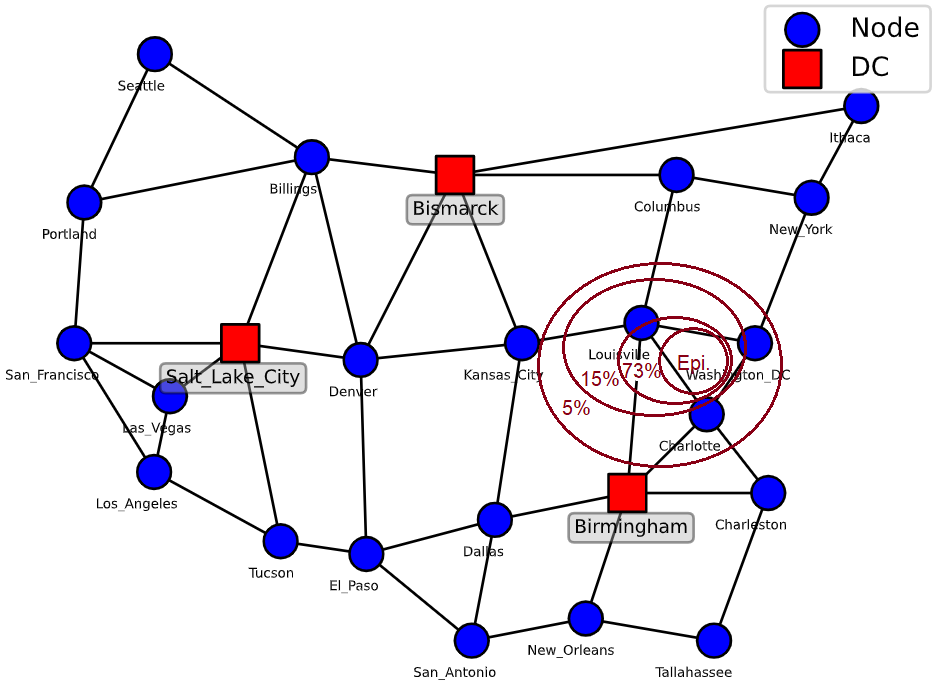 Node
DC
Seattle
Ithaca
Billings
Bismarck
Columbus
New_York
Portland
San_Francisco
Salt_Lake_City
Denver
Kansas_City
Louisville
Epi.
73%
Washington_DC
15%
5%
Las_Vegas
Charlotte
Los_Angeles
Birmingham
Charleston
Dallas
Tucson
El_Paso
New_Orleans
San_Antonio
Tallahassee